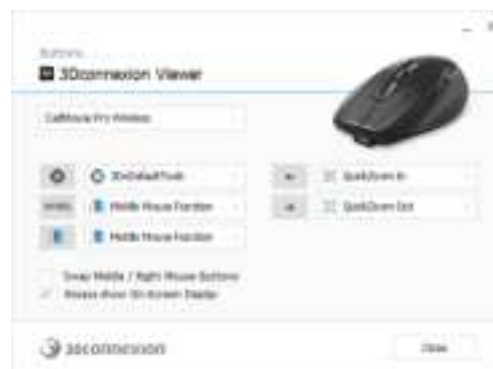 Buttons
3Dconnexion Viewer
CadMouse Pro Wireless
3DxDefaultTools
QuickZoom In
WHEEL
Middle Mouse Function
QuickZoom Out
Middle Mouse Function
Swap Middle / Right Mouse Buttons
Always show On-Screen Display
3Dconnexion
Close